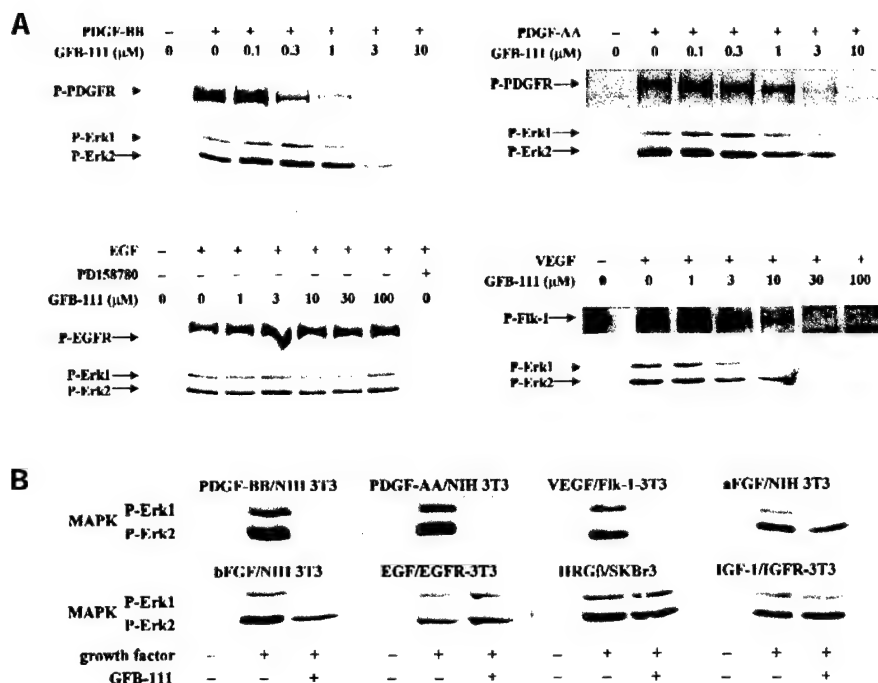 A
PDGF-BB − + + + + + +
GFB-111 (μM) 0 0 0.1 0.3 1 3 10
P-PDGFR
P-Erk1
P-Erk2
PDGF-AA − + + + + + +
GFB-111 (μM) 0 0 0.1 0.3 1 3 10
P-PDGFR
P-Erk1
P-Erk2
EGF − + + + + + + +
PD158780 − − − − − − +
GFB-111 (μM) 0 0 1 3 10 30 100 0
P-EGFR
P-Erk1
P-Erk2
VEGF − + + + + + +
GFB-111 (μM) 0 0 1 3 10 30 100
P-Flk-1
P-Erk1
P-Erk2
B
PDGF-BB/NIH 3T3 PDGF-AA/NIH 3T3 VEGF/Flk-1-3T3 aFGF/NIH 3T3
MAPK P-Erk1
P-Erk2
bFGF/NIH 3T3 EGF/EGFR-3T3 HRGβ/SKBr3 IGF-1/IGFR-3T3
MAPK P-Erk1
P-Erk2
growth factor − + + − + + − + + − + +
GFB-111 + + + +